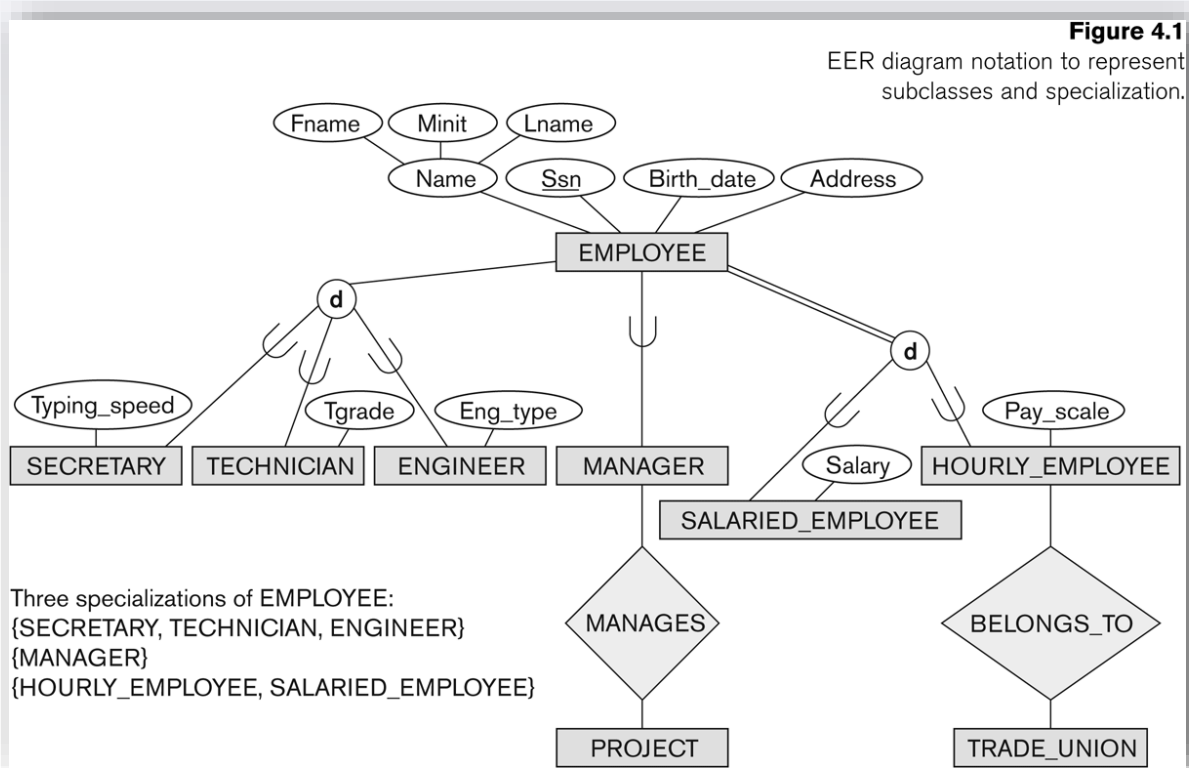 Figure 4.1
EER diagram notation to represent
subclasses and specialization.
Fname Minit Lname
Name Ssn Birth_date Address
EMPLOYEE
d
d
Typing_speed Tgrade Eng_type Pay_scale
SECRETARY TECHNICIAN ENGINEER MANAGER Salary HOURLY_EMPLOYEE
SALARIED_EMPLOYEE
Three specializations of EMPLOYEE:
{SECRETARY, TECHNICIAN, ENGINEER}
{MANAGER}
{HOURLY_EMPLOYEE, SALARIED_EMPLOYEE}
MANAGES BELONGS_TO
PROJECT TRADE_UNION